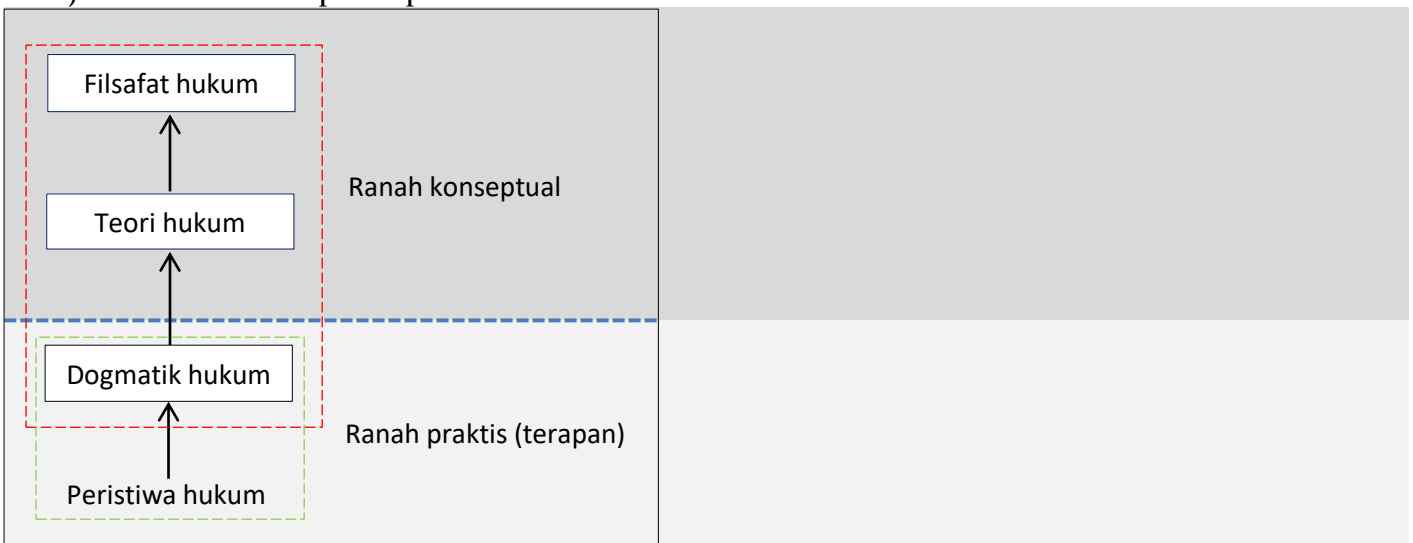 Filsafat hukum
Ranah konseptual
Teori hukum
Dogmatik hukum
Ranah praktis (terapan)
Peristiwa hukum